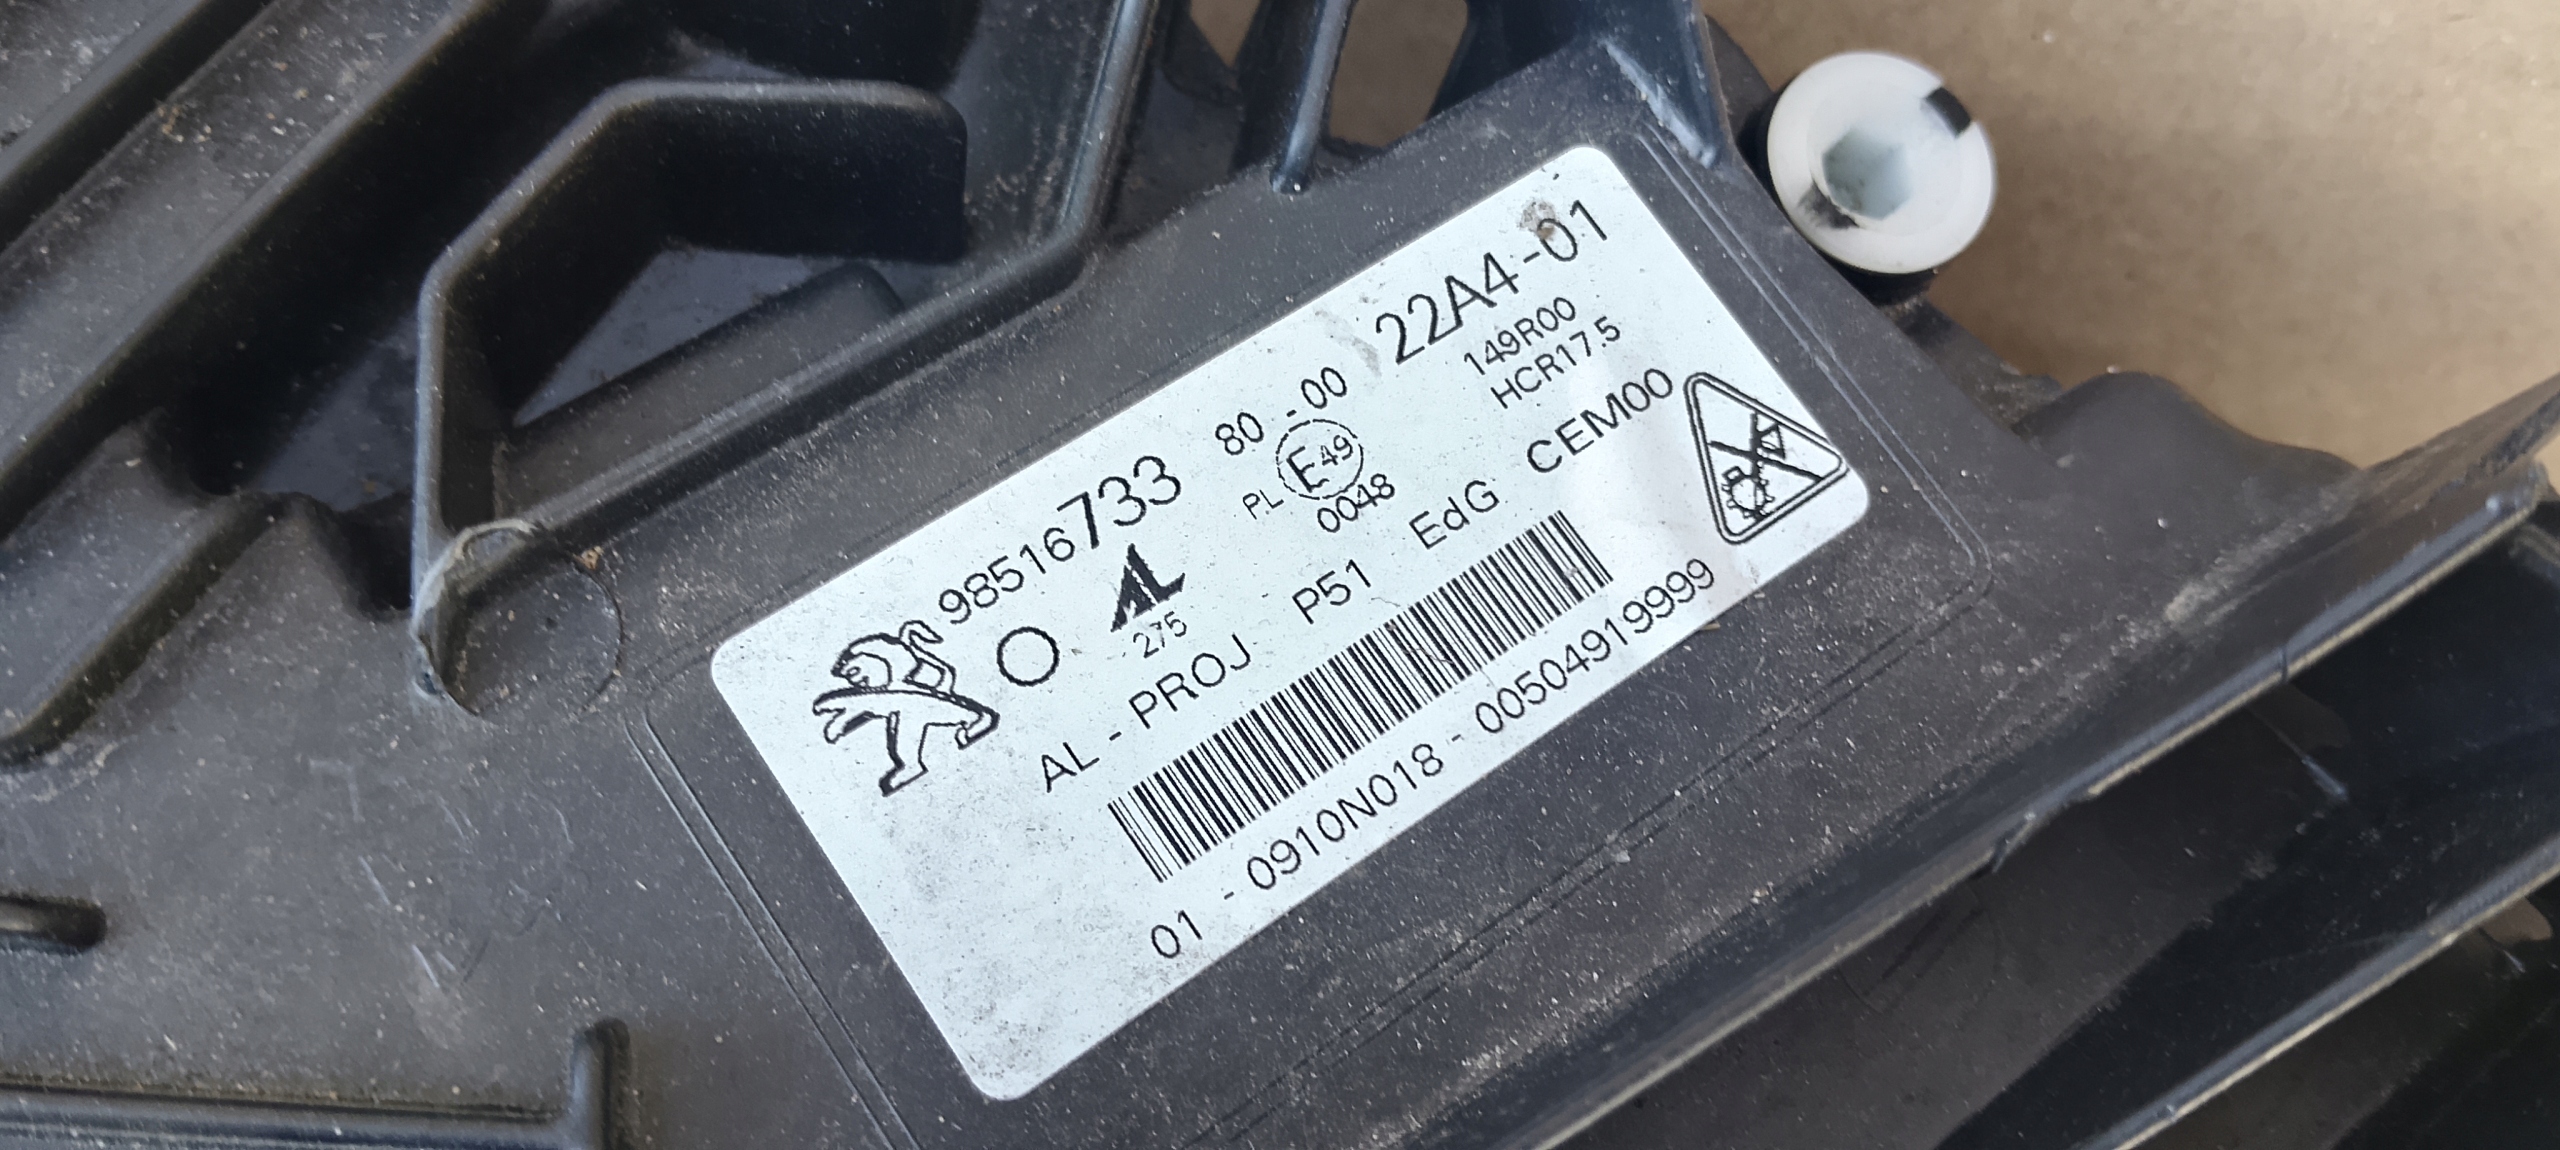 98516733 80-00 22A4-01
149R00
HCR17.5
AL
275
PL E49
0048
AL-PROJ P51 EdG CEM00
01-0910N018-00504919999